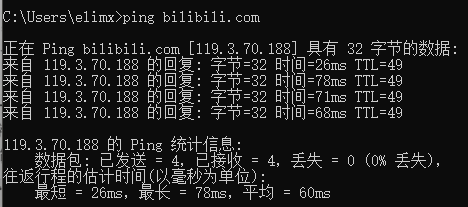 C:\Users\elimx>ping bilibili.com
正在 Ping bilibili.com [119.3.70.188] 具有 32 字节的数据:
来自 119.3.70.188 的回复: 字节=32 时间=26ms TTL=49
来自 119.3.70.188 的回复: 字节=32 时间=78ms TTL=49
来自 119.3.70.188 的回复: 字节=32 时间=71ms TTL=49
来自 119.3.70.188 的回复: 字节=32 时间=68ms TTL=49
119.3.70.188 的 Ping 统计信息:
数据包: 已发送 = 4，已接收 = 4，丢失 = 0 (0% 丢失)，
往返行程的估计时间(以毫秒为单位):
最短 = 26ms，最长 = 78ms，平均 = 60ms